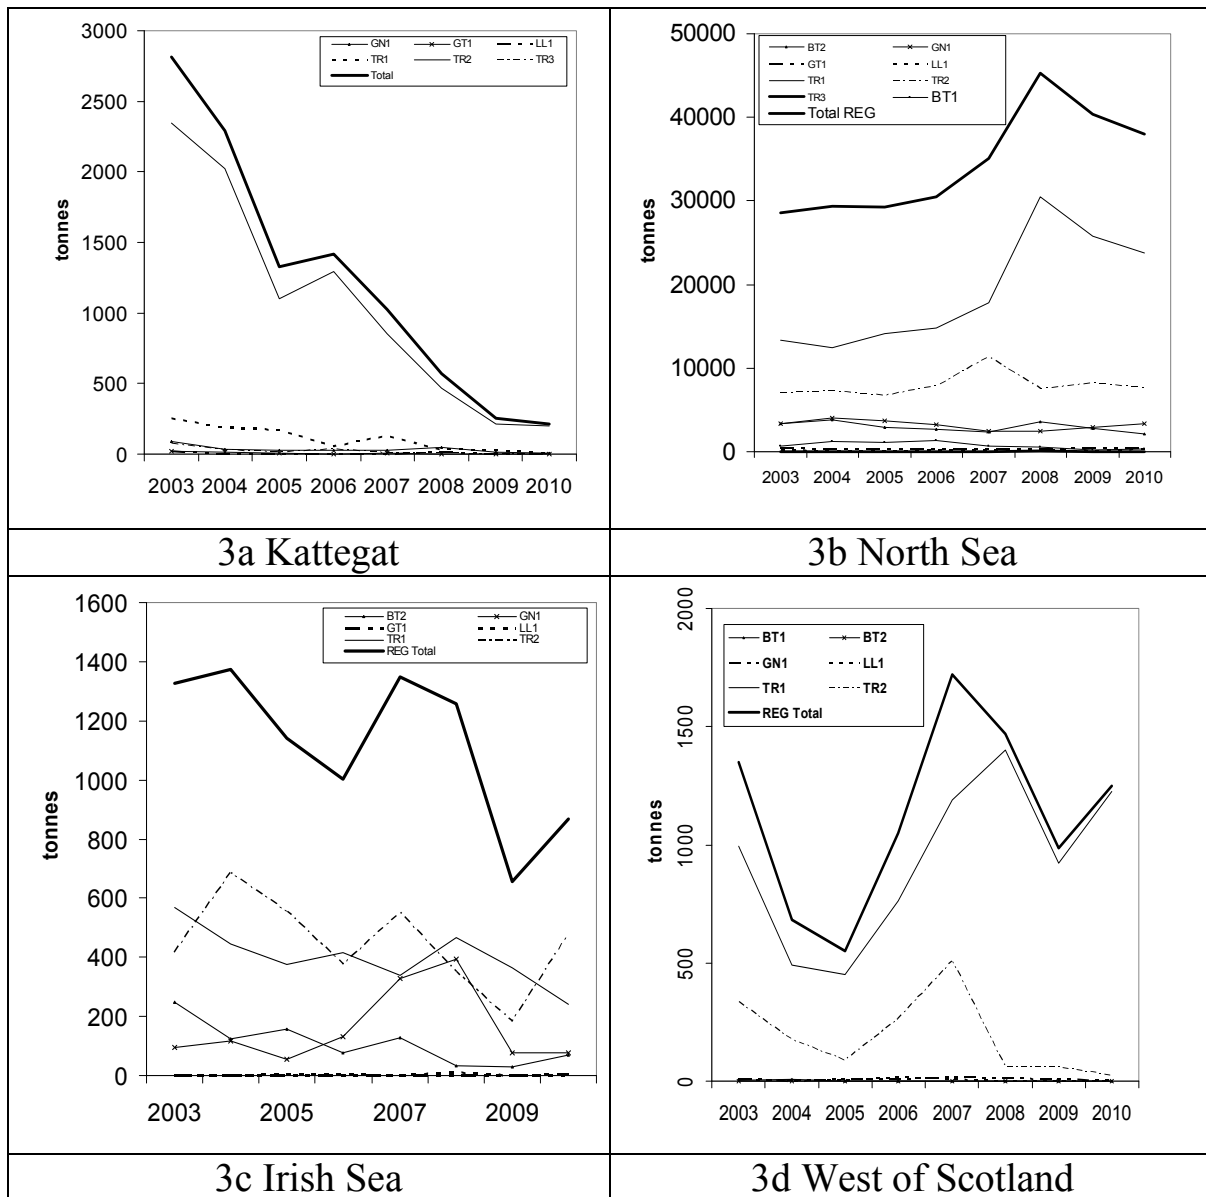 3000
2500
2000
1500
1000
500
0
tonnes
GN1 GT1 LL1
TR1 TR2 TR3
Total
2003 2004 2005 2006 2007 2008 2009 2010
3a Kattegat
50000
40000
30000
20000
10000
0
tonnes
BT2 GN1
GT1 LL1
TR1 TR2
TR3 BT1
Total REG
2003 2004 2005 2006 2007 2008 2009 2010
3b North Sea
1600
1400
1200
1000
800
600
400
200
0
tonnes
BT2 GN1
GT1 LL1
TR1 TR2
REG Total
2003 2005 2007 2009
3c Irish Sea
2000
1500
1000
500
0
tonnes
BT1 BT2
GN1 LL1
TR1 TR2
REG Total
2003 2004 2005 2006 2007 2008 2009 2010
3d West of Scotland